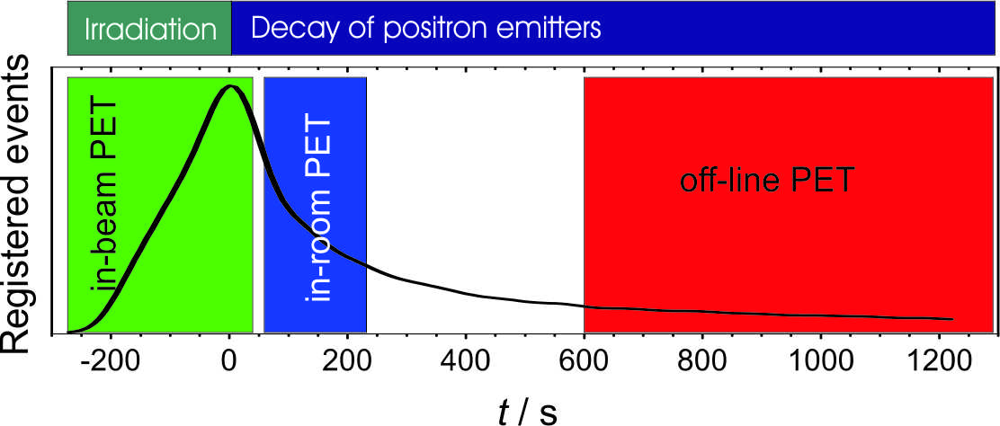 Irradiation
Decay of positron emitters
Registered events
in-beam PET
in-room PET
off-line PET
-200 0 200 400 600 800 1000 1200
t / s